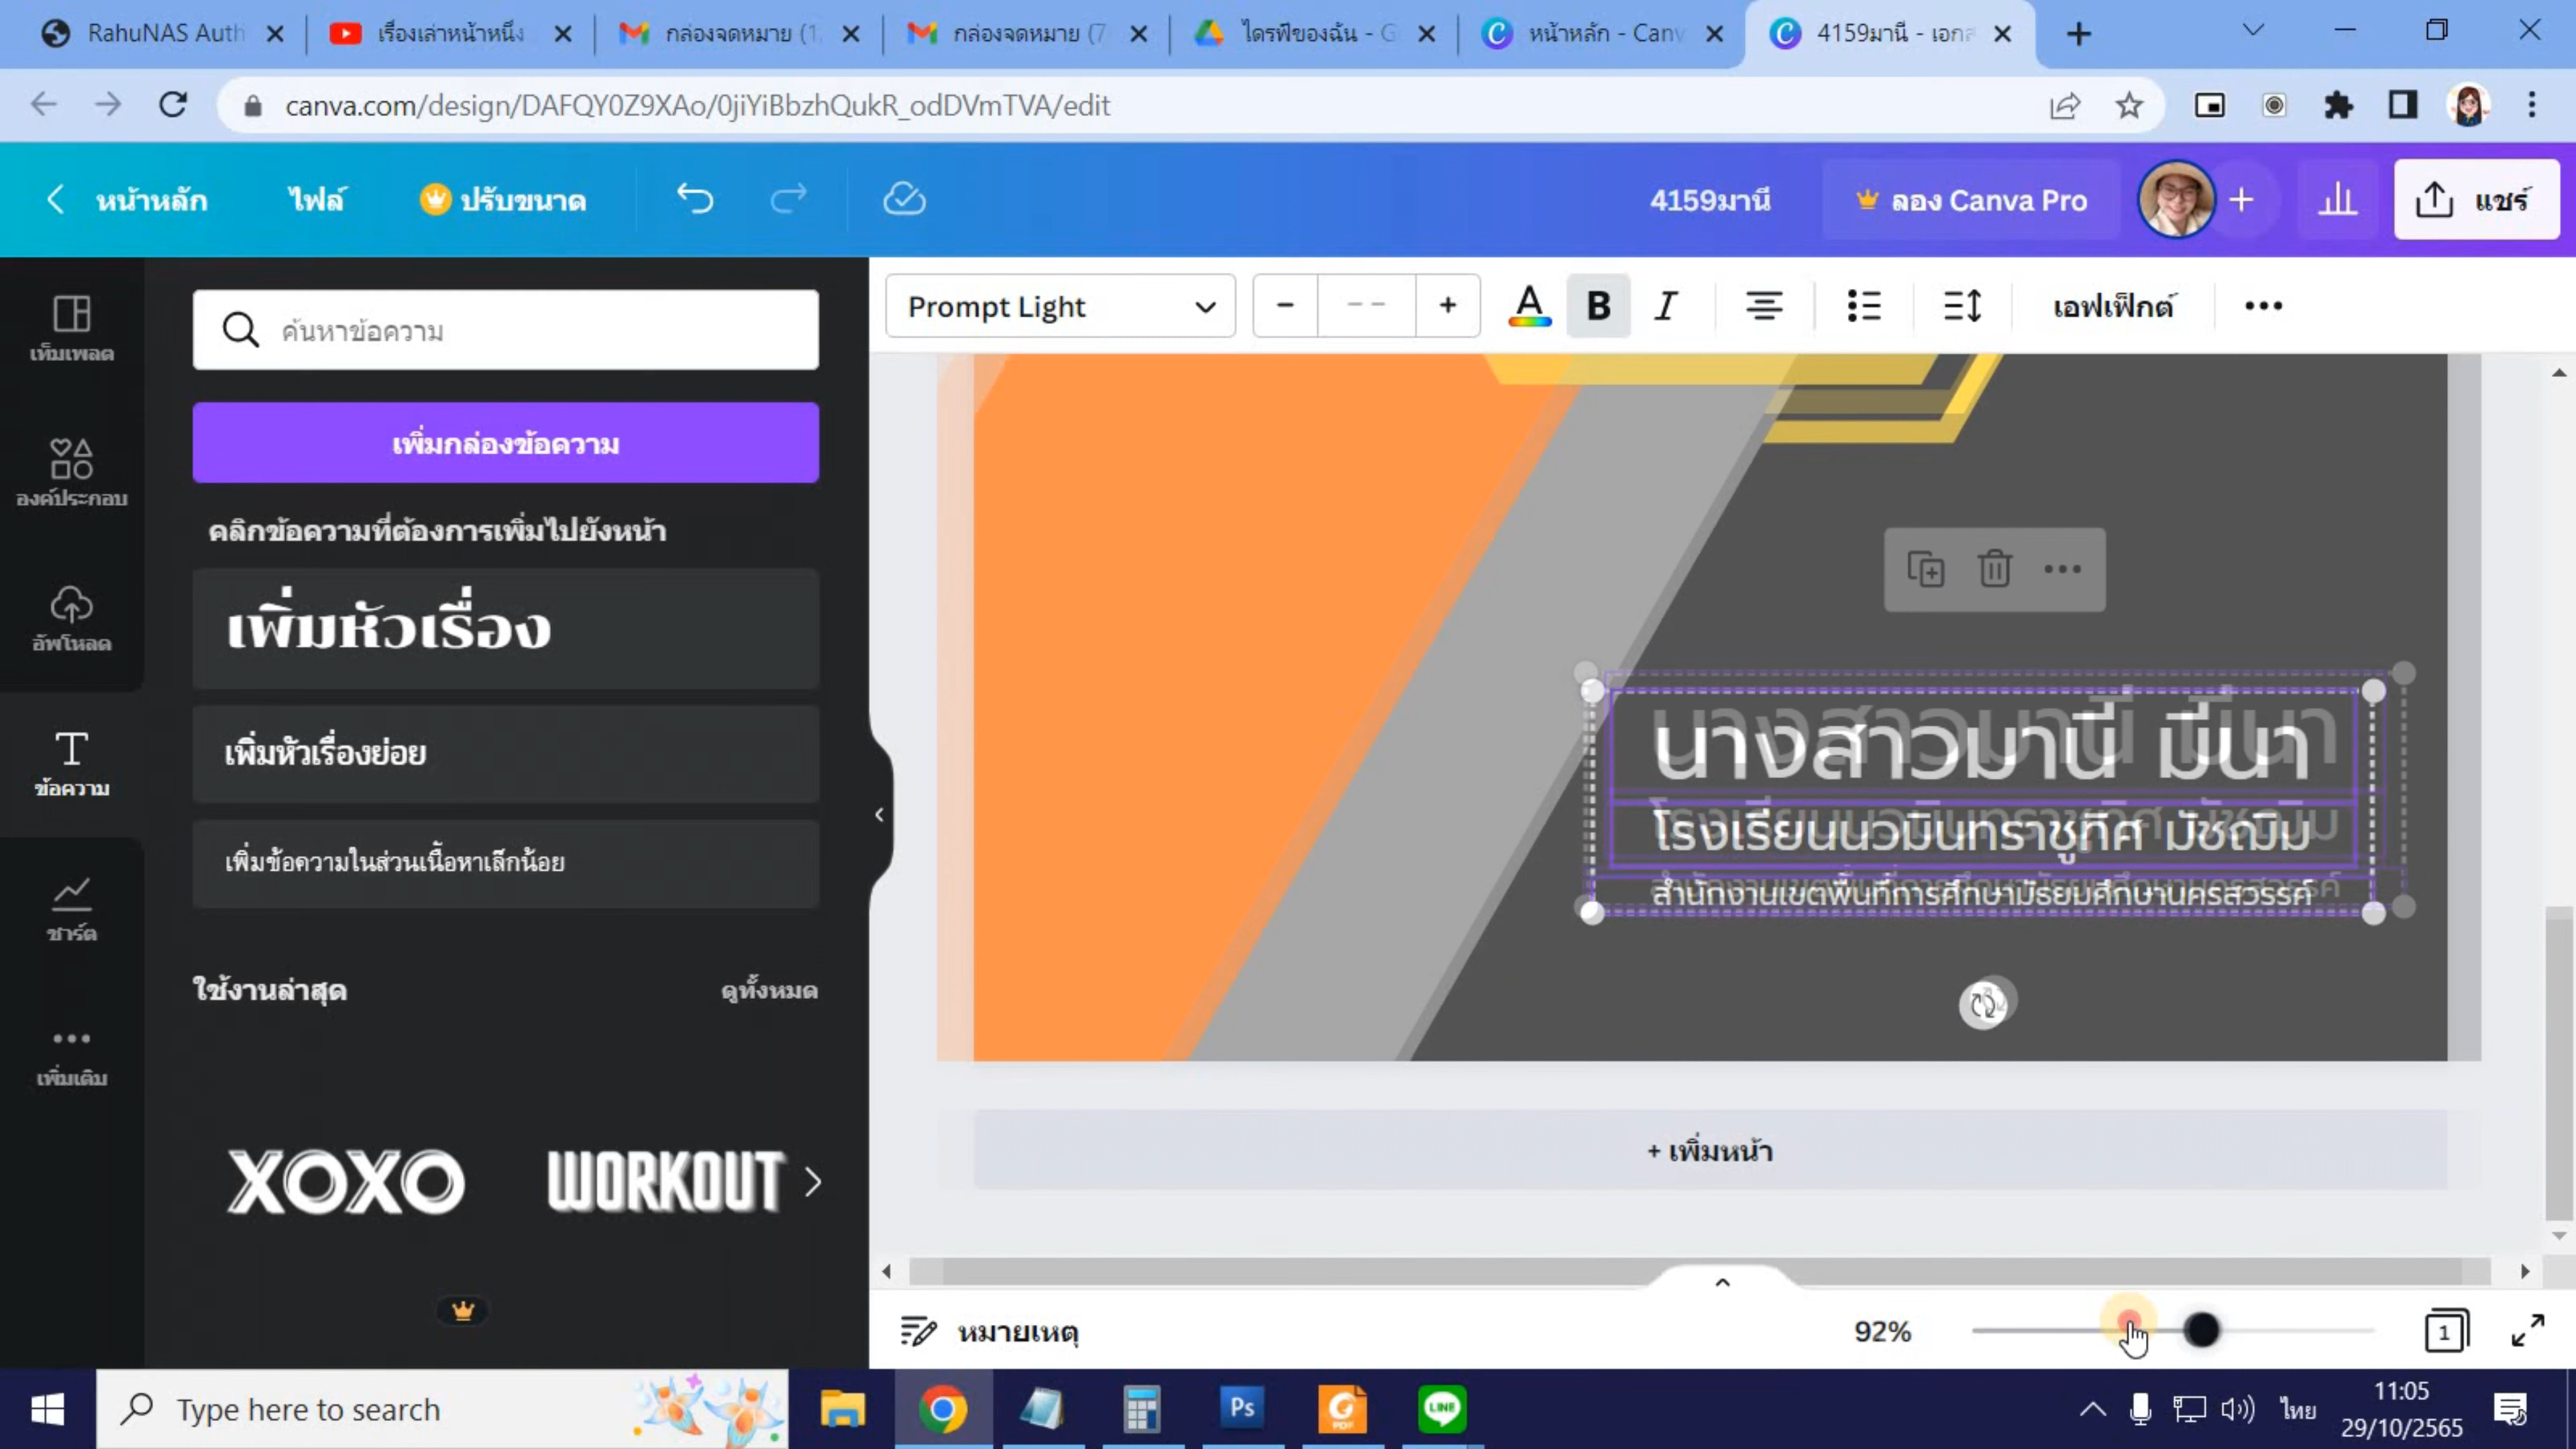 RahuNAS Auth
เรื่องเล่าหน้าหนึ่ง
กล่องจดหมาย (1
กล่องจดหมาย (7
ไดรฟ์ของฉัน - G
หน้าหลัก - Canv
4159มานี - เอกส
canva.com/design/DAFQY0Z9XAo/0jiYiBbzhQukR_odDVmTVA/edit
หน้าหลัก
ไฟล์
ปรับขนาด
4159มานี
ลอง Canva Pro
แชร์
เท็มเพลต
องค์ประกอบ
อัพโหลด
ข้อความ
ชาร์ต
เพิ่มเติม
ค้นหาข้อความ
เพิ่มกล่องข้อความ
คลิกข้อความที่ต้องการเพิ่มไปยังหน้า
เพิ่มหัวเรื่อง
เพิ่มหัวเรื่องย่อย
เพิ่มข้อความในส่วนเนื้อหาเล็กน้อย
ใช้งานล่าสุด
ดูทั้งหมด
XOXO
WORKOUT
Prompt Light
- -- +
A B I
เอฟเฟ็กต์
นางสาวมานี มีนา
โรงเรียนนวมินทราชูทิศ มัชฌิม
สำนักงานเขตพื้นที่การศึกษามัธยมศึกษานครสวรรค์
+ เพิ่มหน้า
หมายเหตุ
92%
1
Type here to search
Ps
PDF
LINE
ไทย
11:05
29/10/2565